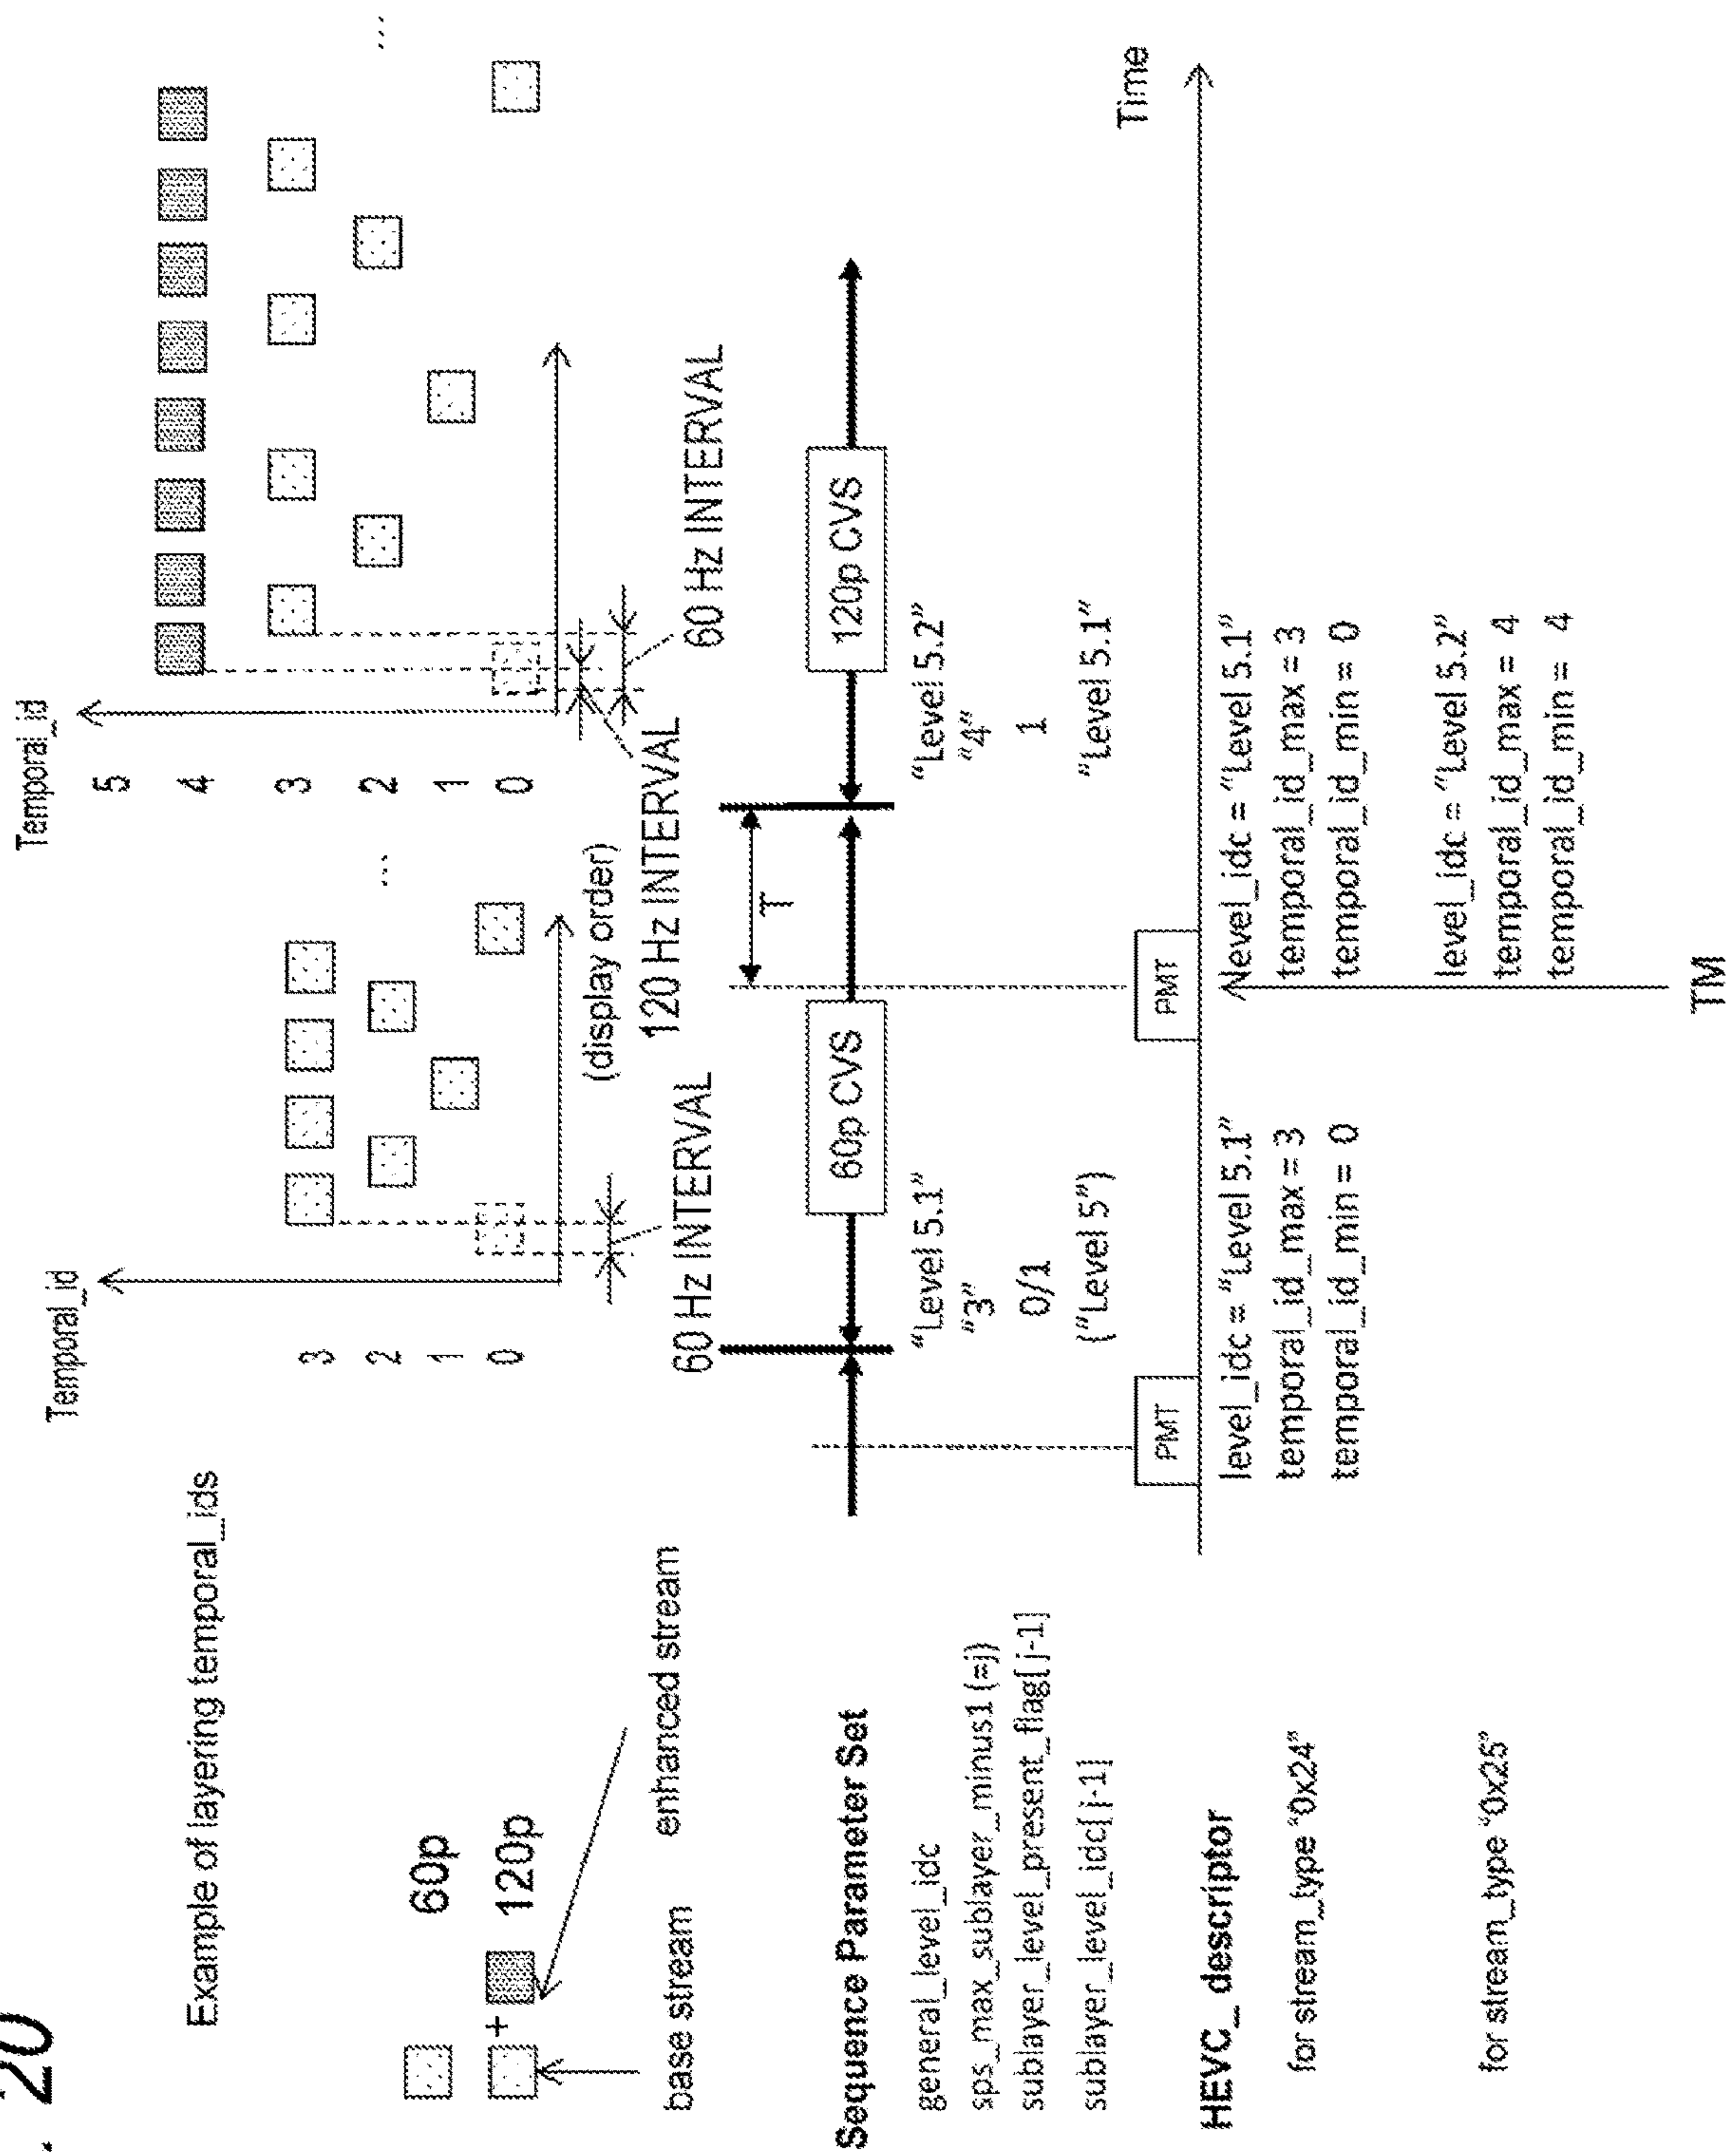 . 20
Example of layering temporal_ids
60p
+
120p
base stream
enhanced stream
Temporal_id
3
2
1
0
...
(display order)
60 Hz INTERVAL
Temporal_id
5
4
3
2
1
0
...
120 Hz INTERVAL
60 Hz INTERVAL
T
60p CVS
120p CVS
Sequence Parameter Set
general_level_idc
"Level 5.1"
"Level 5.2"
sps_max_sublayer_minus1 (=j)
"3"
"4"
sublayer_level_present_flag[j-1]
0/1
1
sublayer_level_idc[j-1]
("Level 5")
"Level 5.1"
PMT
PMT
Time
HEVC_descriptor
for stream_type "0x24"
level_idc = "Level 5.1"
temporal_id_max = 3
temporal_id_min = 0
level_idc = "Level 5.1"
temporal_id_max = 3
temporal_id_min = 0
for stream_type "0x25"
level_idc = "Level 5.2"
temporal_id_max = 4
temporal_id_min = 4
TM